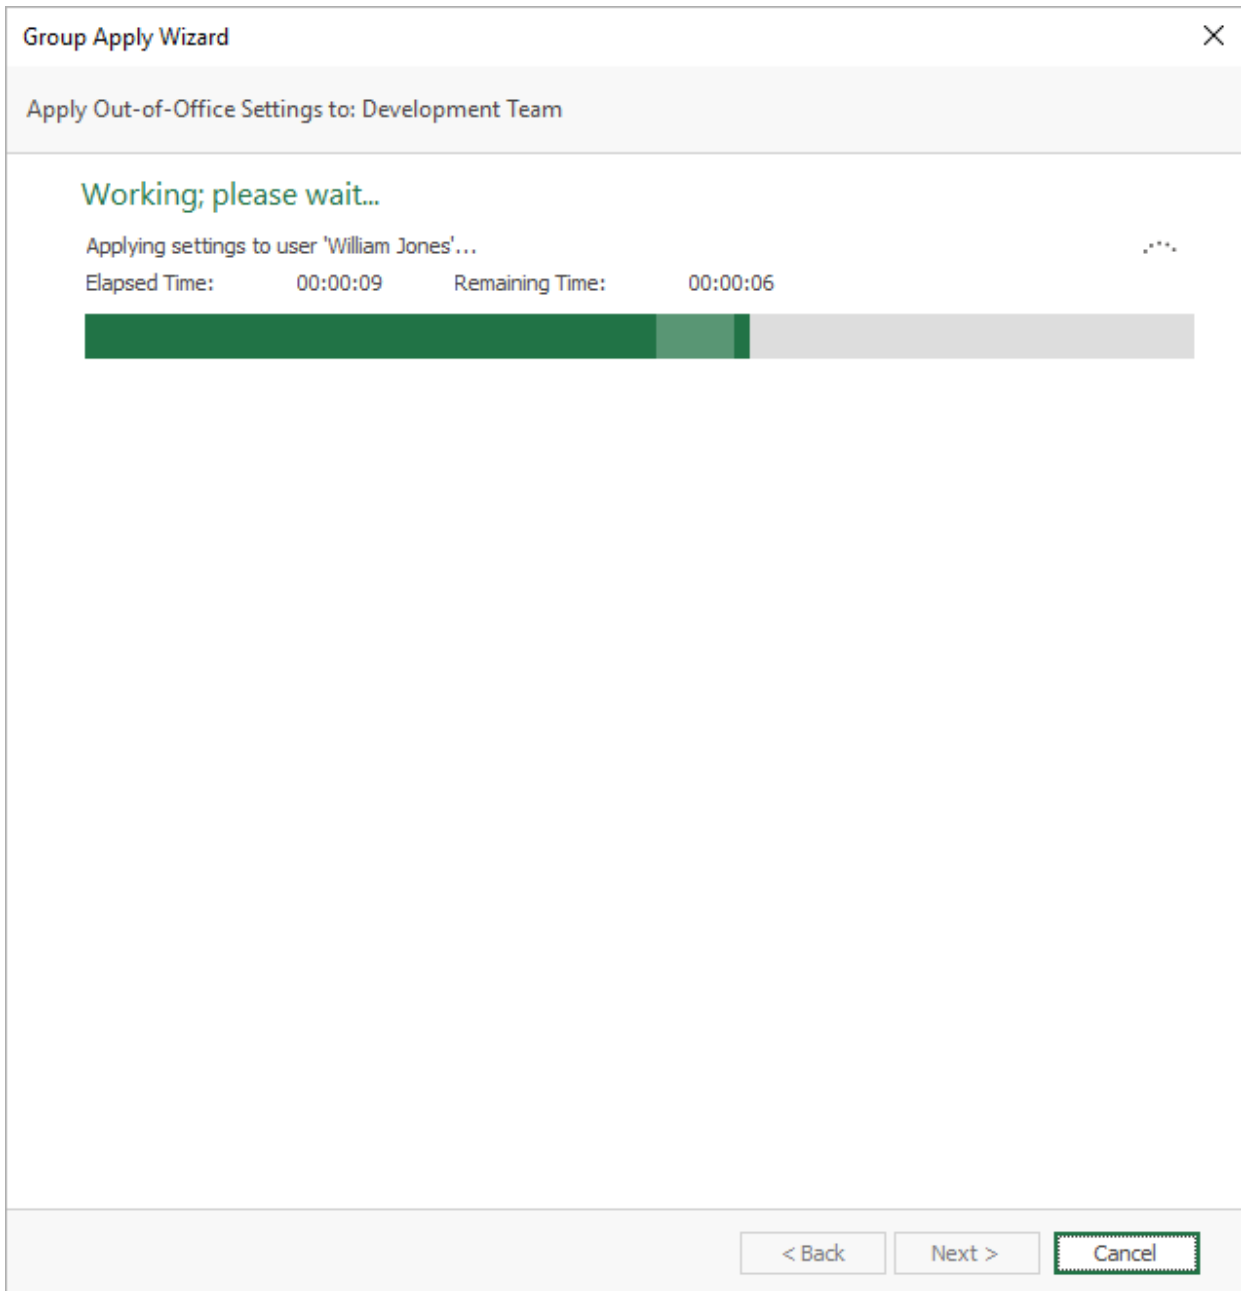 Group Apply Wizard
Apply Out-of-Office Settings to: Development Team
Working; please wait...
Applying settings to user 'William Jones'...
Elapsed Time: 00:00:09 Remaining Time: 00:00:06
< Back Next > Cancel